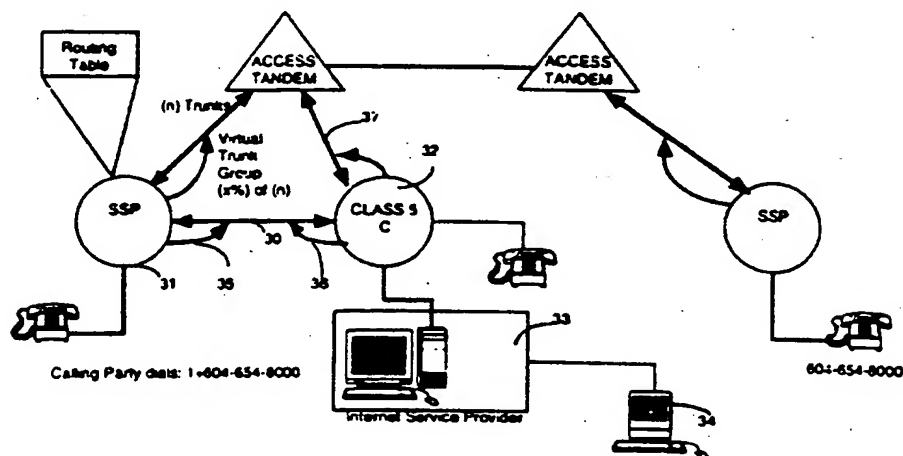 Routing
Table
ACCESS
TANDEM
ACCESS
TANDEM
(n) Trunks
37
Virtual
Trunk
Group
(x%) of (n)
32
SSP
CLASS 5
C
SSP
30
31
35
38
33
Calling Party dials: 1+604-654-8000
604-654-8000
Internet Service Provider
34